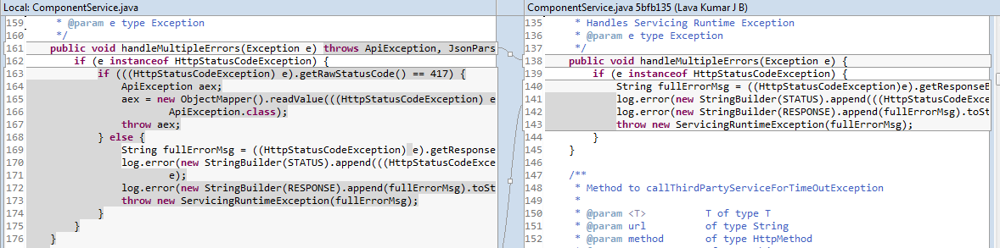 Local: ComponentService.java
159 * @param e type Exception
160 */
161 public void handleMultipleErrors(Exception e) throws ApiException, JsonPars
162 if (e instanceof HttpStatusCodeException) {
163 if (((HttpStatusCodeException) e).getRawStatusCode() == 417) {
164 ApiException aex;
165 aex = new ObjectMapper().readValue(((HttpStatusCodeException) e
166 ApiException.class);
167 throw aex;
168 } else {
169 String fullErrorMsg = ((HttpStatusCodeException) e).getResponse
170 log.error(new StringBuilder(STATUS).append(((HttpStatusCodeExce
171 e);
172 log.error(new StringBuilder(RESPONSE).append(fullErrorMsg).toSt
173 throw new ServicingRuntimeException(fullErrorMsg);
174 }
175 }
176 }
ComponentService.java 5bfb135 (Lava Kumar J B)
135 * Handles Servicing Runtime Exception
136 * @param e type Exception
137 */
138 public void handleMultipleErrors(Exception e) {
139 if (e instanceof HttpStatusCodeException) {
140 String fullErrorMsg = ((HttpStatusCodeException)e).getResponseE
141 log.error(new StringBuilder(STATUS).append(((HttpStatusCodeExce
142 log.error(new StringBuilder(RESPONSE).append(fullErrorMsg).toSt
143 throw new ServicingRuntimeException(fullErrorMsg);
144 }
145 }
146
147 /**
148 * Method to callThirdPartyServiceForTimeOutException
149 *
150 * @param <T> T of type T
151 * @param url of type String
152 * @param method of type HttpMethod